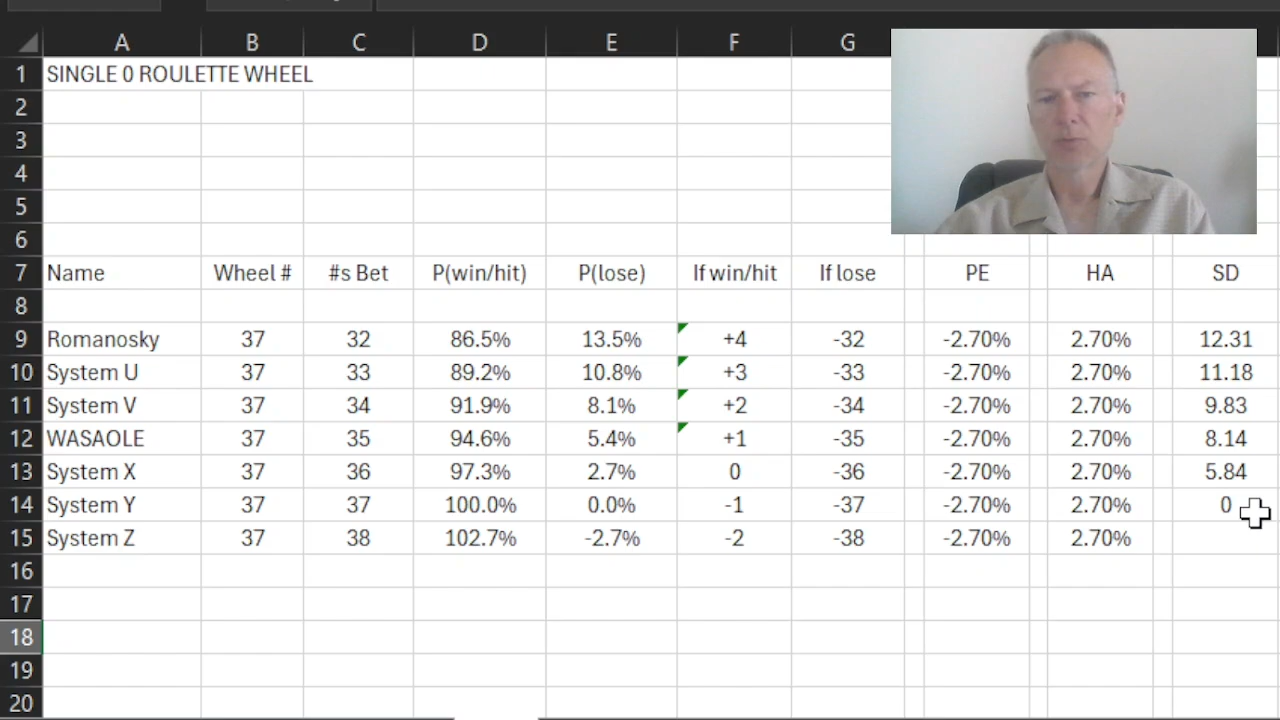 A B C D E F G
1 SINGLE 0 ROULETTE WHEEL
2
3
4
5
6
7 Name Wheel # #s Bet P(win/hit) P(lose) If win/hit If lose PE HA SD
8
9 Romanosky 37 32 86.5% 13.5% +4 -32 -2.70% 2.70% 12.31
10 System U 37 33 89.2% 10.8% +3 -33 -2.70% 2.70% 11.18
11 System V 37 34 91.9% 8.1% +2 -34 -2.70% 2.70% 9.83
12 WASAOLE 37 35 94.6% 5.4% +1 -35 -2.70% 2.70% 8.14
13 System X 37 36 97.3% 2.7% 0 -36 -2.70% 2.70% 5.84
14 System Y 37 37 100.0% 0.0% -1 -37 -2.70% 2.70% 0
15 System Z 37 38 102.7% -2.7% -2 -38 -2.70% 2.70%
16
17
18
19
20